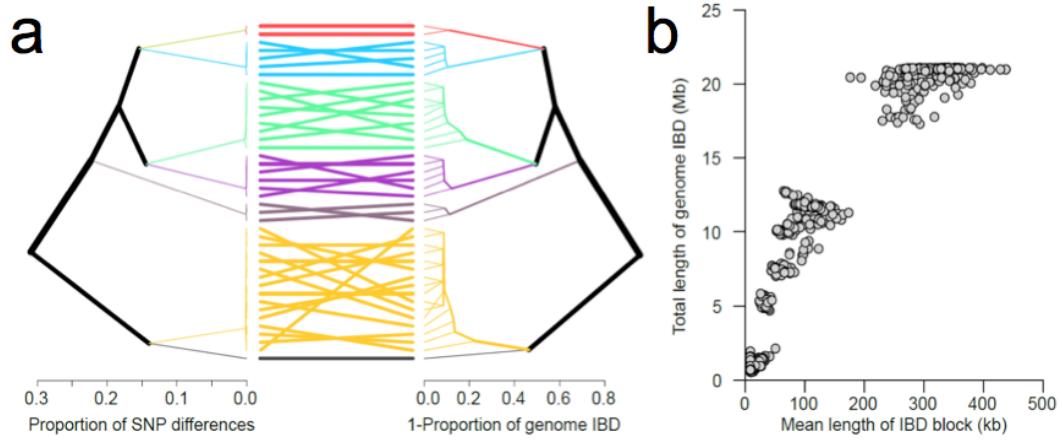 a
0.3 0.2 0.1 0.0
Proportion of SNP differences
0.0 0.2 0.4 0.6 0.8
1-Proportion of genome IBD
b
Total length of genome IBD (Mb)
25
20
15
10
5
0
0 100 200 300 400 500
Mean length of IBD block (kb)